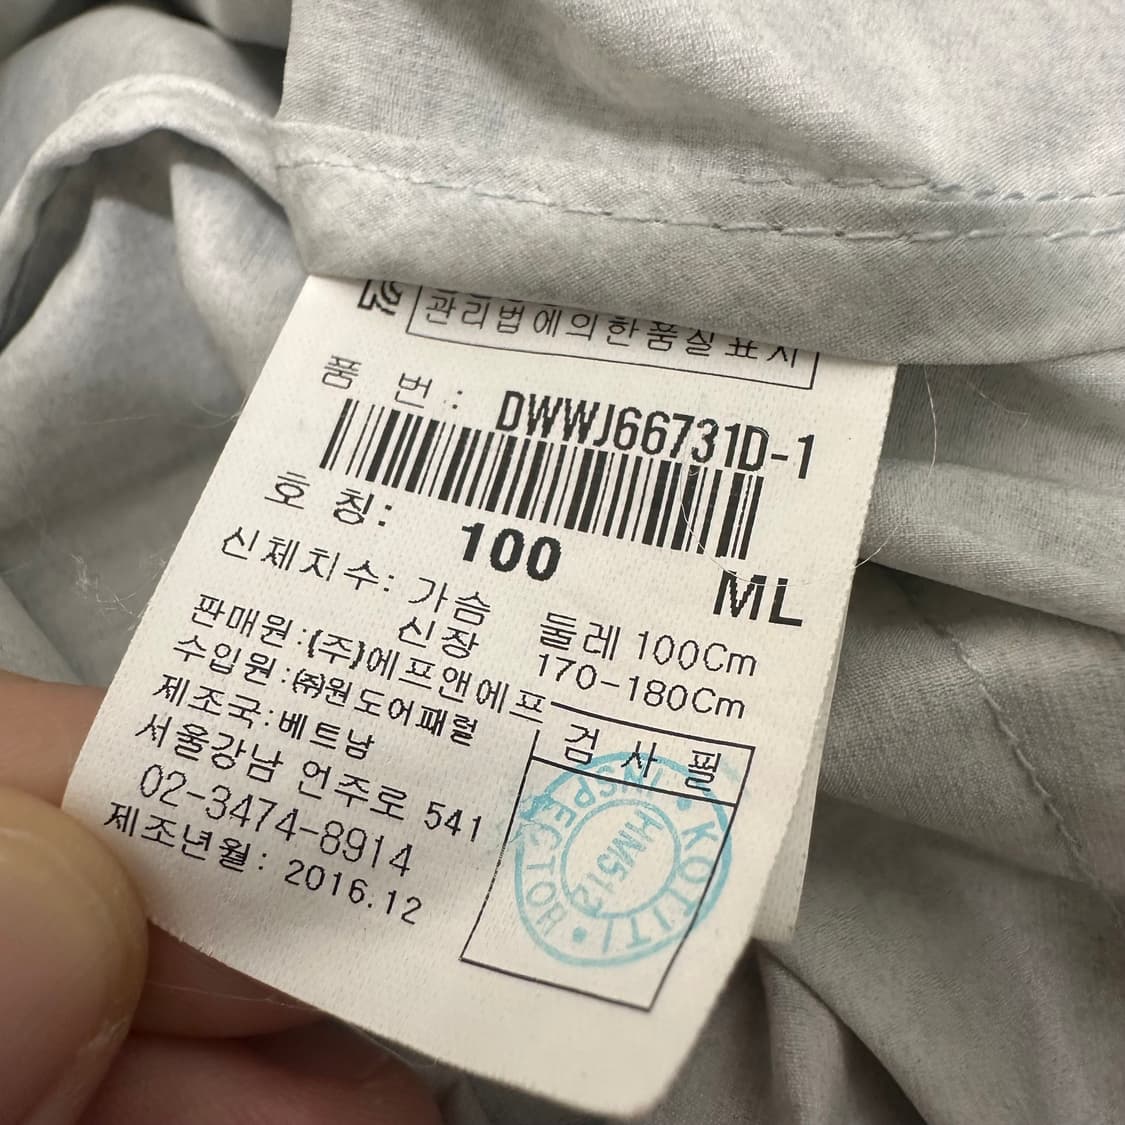 관리법에의한품질표시
품 번: DWWJ66731D-1
호 칭: 100 ML
신체치수: 가슴 둘레 100Cm
신장 170-180Cm
판매원:(주)에프앤에프
수입원:㈜원도어패럴
제조국:베트남
서울강남 언주로 541
02-3474-8914
제조년월: 2016.12
검 사 필
KOTITI INSPECTOR